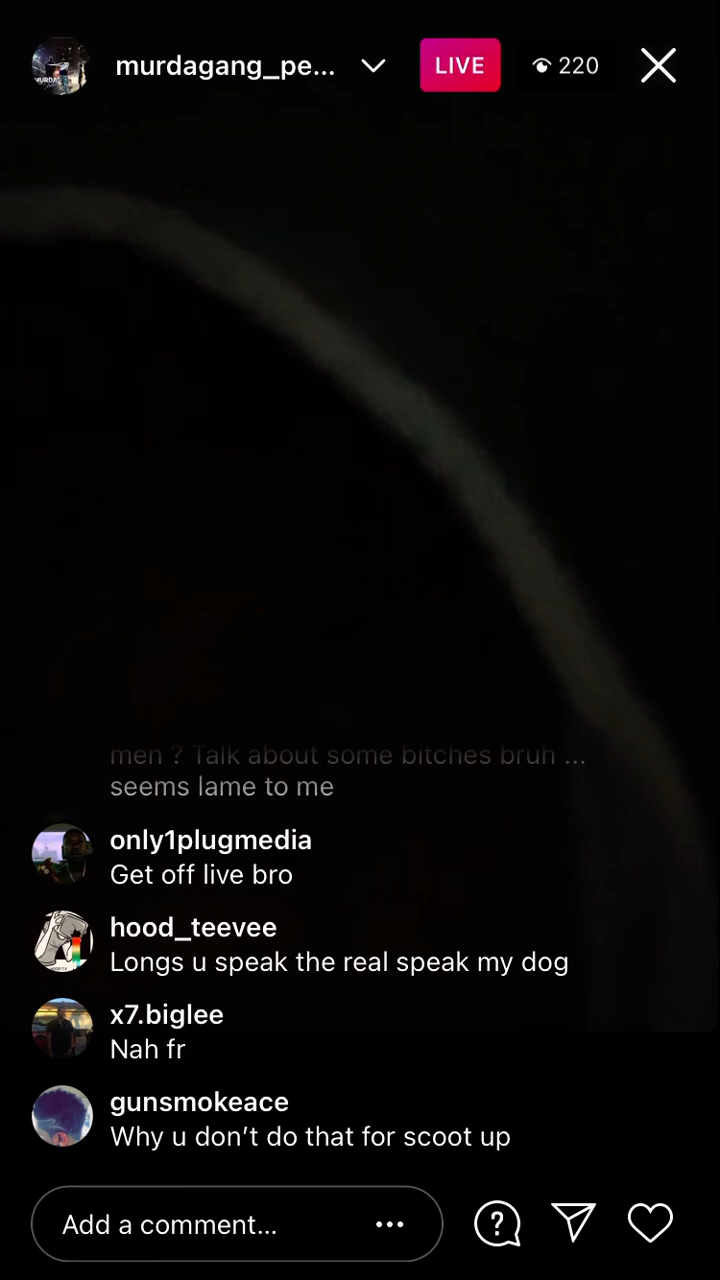 murdagang_pe...
LIVE
220
men ? Talk about some bitches bruh ...
seems lame to me
only1plugmedia
Get off live bro
hood_teevee
Longs u speak the real speak my dog
x7.biglee
Nah fr
gunsmokeace
Why u don’t do that for scoot up
Add a comment...